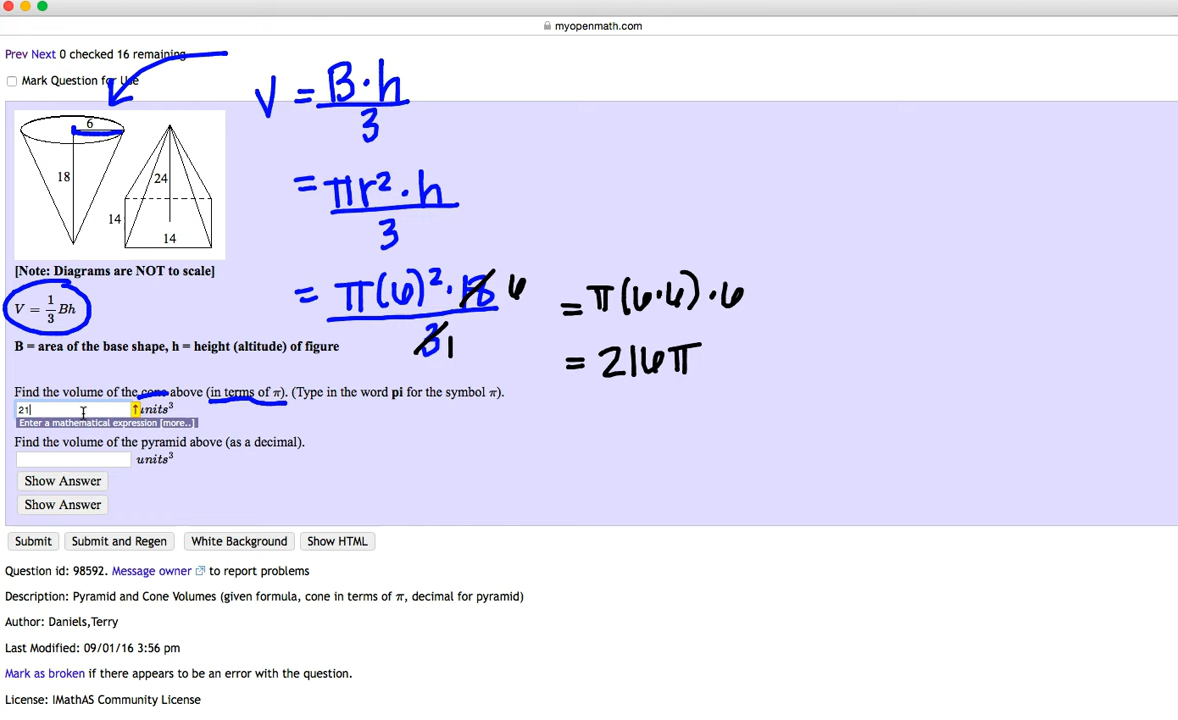 myopenmath.com
Prev Next 0 checked 16 remaining
Mark Question for Use
6
18
24
14
14
[Note: Diagrams are NOT to scale]
V = 1/3 Bh
B = area of the base shape, h = height (altitude) of figure
Find the volume of the cone above (in terms of π). (Type in the word pi for the symbol π).
21 ↑ units³
Enter a mathematical expression [more..]
Find the volume of the pyramid above (as a decimal).
units³
Show Answer
Show Answer
V = B·h/3
= πr²·h/3
= π(6)²·18/3 6 1
= π(6·6)·6
= 216π
Submit Submit and Regen White Background Show HTML
Question id: 98592. Message owner to report problems
Description: Pyramid and Cone Volumes (given formula, cone in terms of π, decimal for pyramid)
Author: Daniels,Terry
Last Modified: 09/01/16 3:56 pm
Mark as broken if there appears to be an error with the question.
License: IMathAS Community License